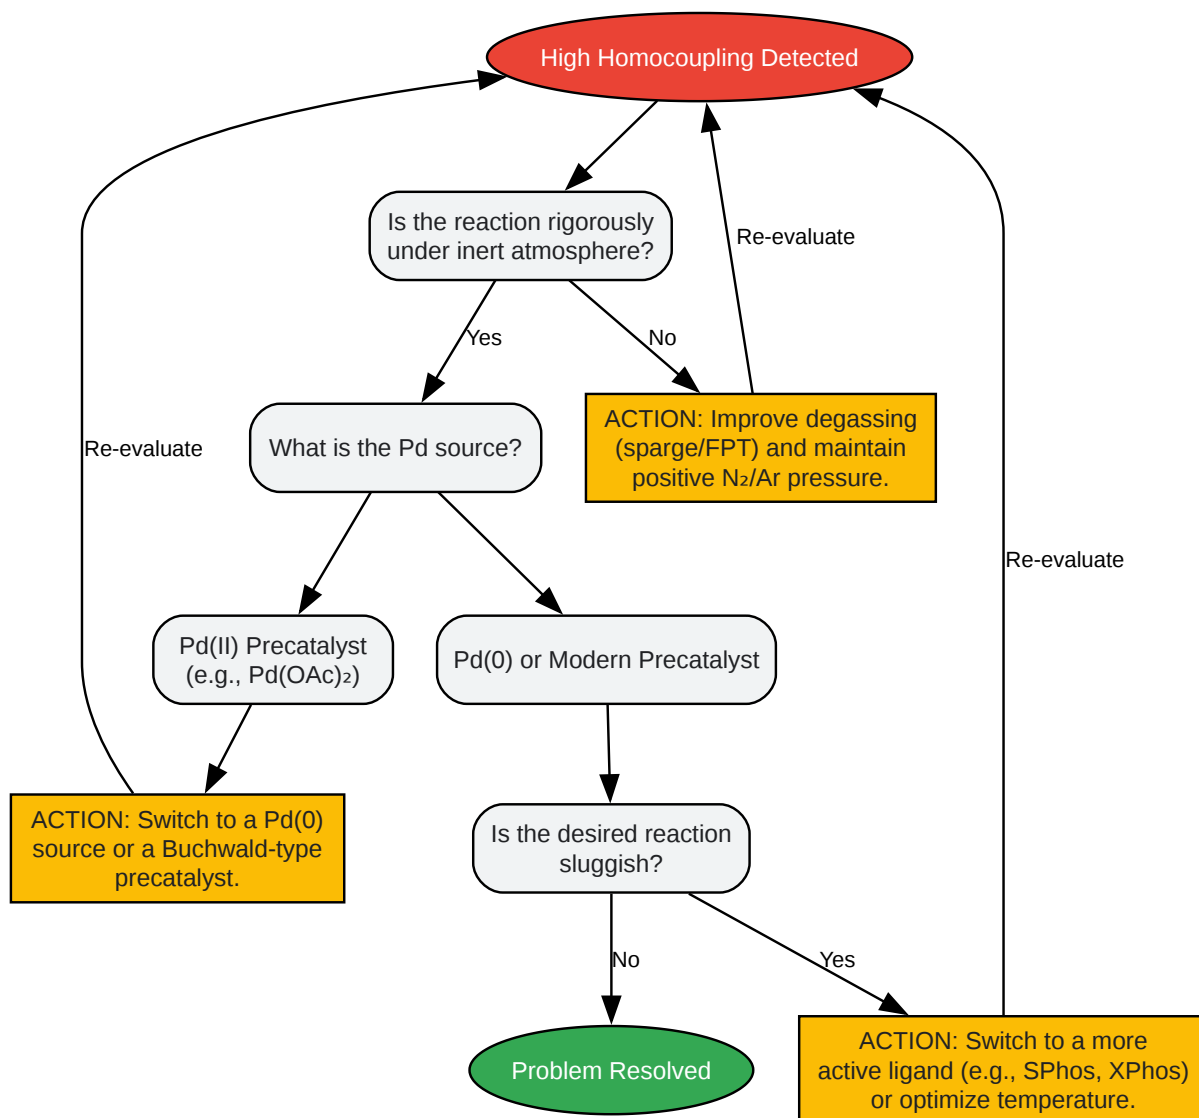 High Homocoupling Detected
Is the reaction rigorously
under inert atmosphere?
Re-evaluate
Yes
No
ACTION: Improve degassing
(sparge/FPT) and maintain
positive N₂/Ar pressure.
What is the Pd source?
Re-evaluate
Re-evaluate
Pd(II) Precatalyst
(e.g., Pd(OAc)₂)
Pd(0) or Modern Precatalyst
ACTION: Switch to a Pd(0)
source or a Buchwald-type
precatalyst.
Is the desired reaction
sluggish?
No
Yes
Problem Resolved
ACTION: Switch to a more
active ligand (e.g., SPhos, XPhos)
or optimize temperature.